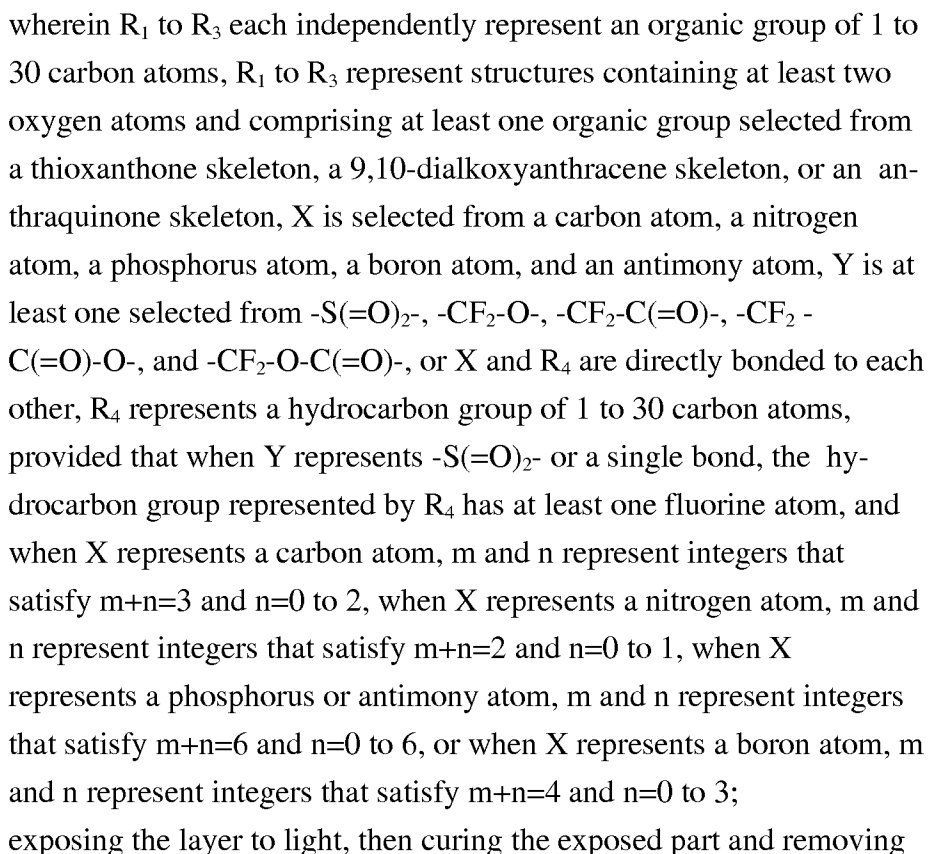 wherein R₁ to R₃ each independently represent an organic group of 1 to
30 carbon atoms, R₁ to R₃ represent structures containing at least two
oxygen atoms and comprising at least one organic group selected from
a thioxanthone skeleton, a 9,10-dialkoxyanthracene skeleton, or an an-
thraquinone skeleton, X is selected from a carbon atom, a nitrogen
atom, a phosphorus atom, a boron atom, and an antimony atom, Y is at
least one selected from -S(=O)₂-, -CF₂-O-, -CF₂-C(=O)-, -CF₂ -
C(=O)-O-, and -CF₂-O-C(=O)-, or X and R₄ are directly bonded to each
other, R₄ represents a hydrocarbon group of 1 to 30 carbon atoms,
provided that when Y represents -S(=O)₂- or a single bond, the hy-
drocarbon group represented by R₄ has at least one fluorine atom, and
when X represents a carbon atom, m and n represent integers that
satisfy m+n=3 and n=0 to 2, when X represents a nitrogen atom, m and
n represent integers that satisfy m+n=2 and n=0 to 1, when X
represents a phosphorus or antimony atom, m and n represent integers
that satisfy m+n=6 and n=0 to 6, or when X represents a boron atom, m
and n represent integers that satisfy m+n=4 and n=0 to 3;
exposing the layer to light, then curing the exposed part and removing